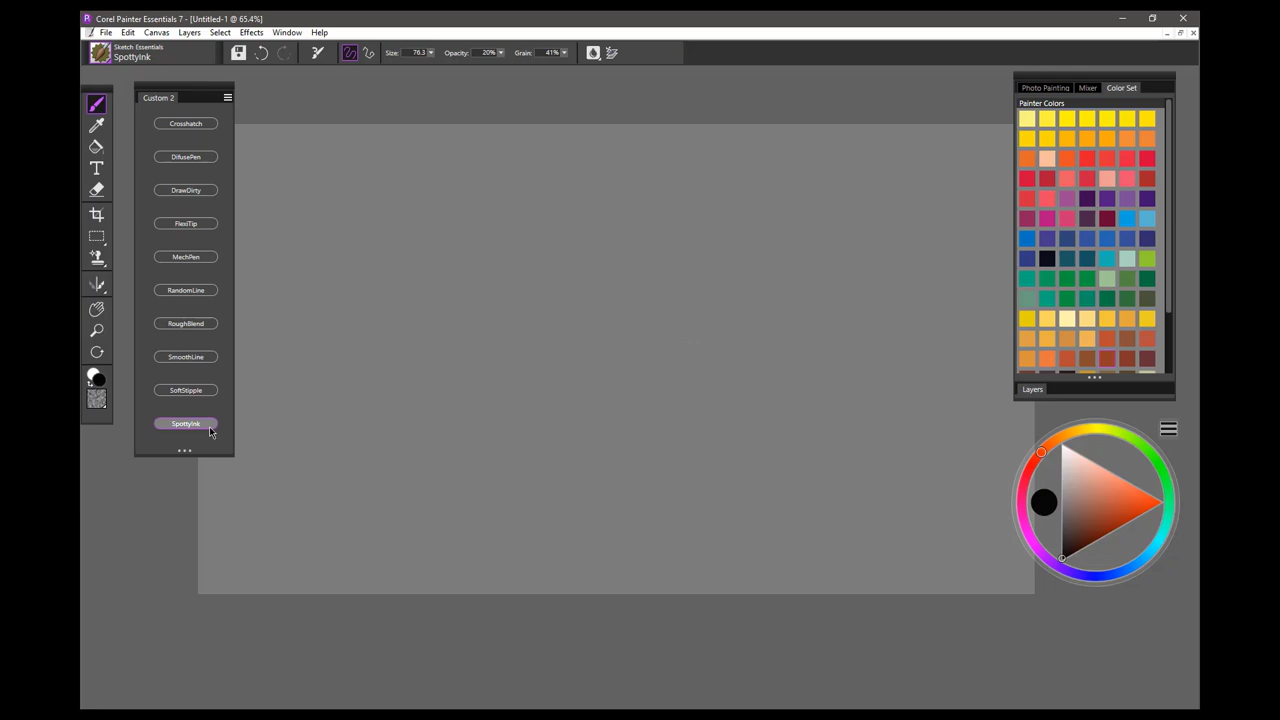 Corel Painter Essentials 7 - [Untitled-1 @ 65.4%]
File Edit Canvas Layers Select Effects Window Help
Sketch Essentials
SpottyInk
Size: 76.3 Opacity: 20% Grain: 41%
Custom 2
Crosshatch
DifusePen
DrawDirty
FlexiTip
MechPen
RandomLine
RoughBlend
SmoothLine
SoftStipple
SpottyInk
Photo Painting Mixer Color Set
Painter Colors
Layers